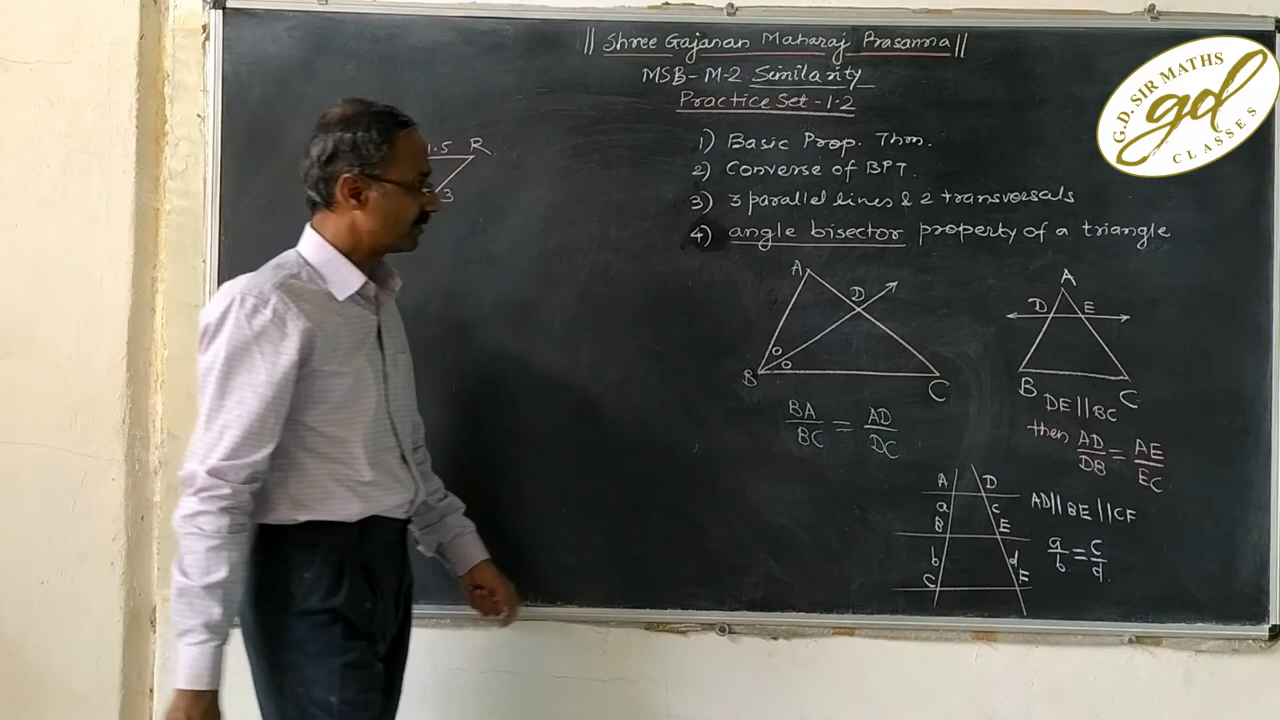 || Shree Gajanan Maharaj Prasanna ||
MSB-M-2 Similarity
Practice Set-1.2
1) Basic Prop. Thm.
2) Converse of BPT.
3) 3 parallel lines & 2 transversals
4) angle bisector property of a triangle
1.5 R
3
A
D
B
C
BA/BC = AD/DC
A
D E
B C
DE || BC
then AD/DB = AE/EC
A D
a c
B E
b d
C F
AD || BE || CF
a/b = c/d.
G.D. SIR MATHS
gd
CLASSES